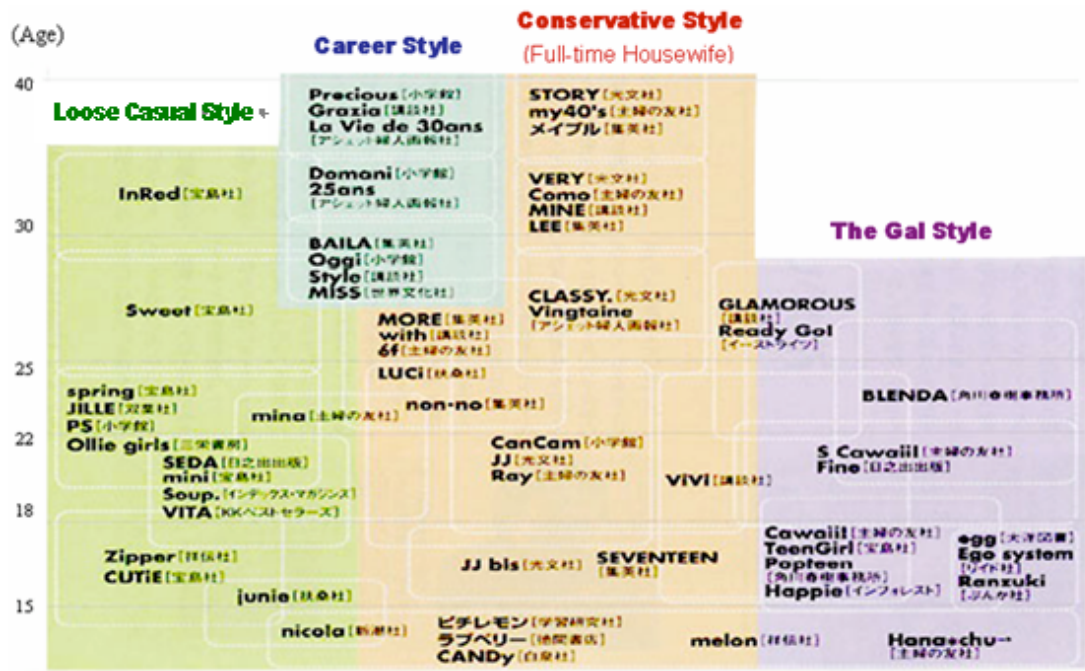 (Age)
Conservative Style
(Full-time Housewife)
Career Style
Loose Casual Style
The Gal Style
40
30
25
22
18
15
InRed [宝島社]
Sweet [宝島社]
spring [宝島社]
JILLE [双葉社]
PS [小学館]
Ollie girls [三栄書房]
SEDA [日之出出版]
mini [宝島社]
Soup. [インデックス・マガジンズ]
VITA [KKベストセラーズ]
Zipper [祥伝社]
CUTiE [宝島社]
junie [扶桑社]
nicola [新潮社]
mina [主婦の友社]
Precious [小学館]
Grazia [講談社]
La Vie de 30ans
[アシェット婦人画報社]
Domani [小学館]
25ans
[アシェット婦人画報社]
BAILA [集英社]
Oggi [小学館]
Style [講談社]
MISS [世界文化社]
MORE [集英社]
with [講談社]
6f [主婦の友社]
LUCi [扶桑社]
non-no [集英社]
STORY [光文社]
my40's [主婦の友社]
メイプル [集英社]
VERY [光文社]
Como [主婦の友社]
MINE [講談社]
LEE [集英社]
CLASSY. [光文社]
Vingtaine
[アシェット婦人画報社]
CanCam [小学館]
JJ [光文社]
Ray [主婦の友社]
ViVi [講談社]
JJ bis [光文社]
SEVENTEEN
[集英社]
ピチレモン [学習研究社]
ラブベリー [徳間書店]
CANDy [白泉社]
melon [祥伝社]
GLAMOROUS
[講談社]
Ready Go!
[イーストライツ]
BLENDA [角川春樹事務所]
S Cawaii! [主婦の友社]
Fine [日之出出版]
Cawaii! [主婦の友社]
TeenGirl [宝島社]
Popteen
[角川春樹事務所]
Happie [インフォレスト]
egg [大洋図書]
Ego system
[リイド社]
Ranzuki
[ぶんか社]
Hana*chu→
[主婦の友社]